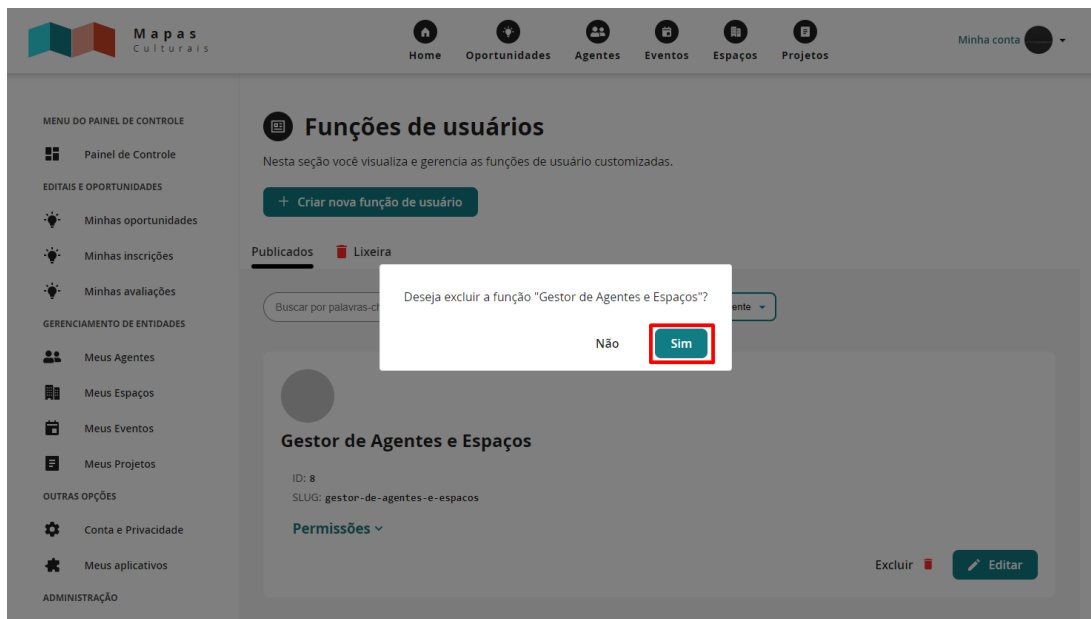 Mapas
Culturais
Home
Oportunidades
Agentes
Eventos
Espaços
Projetos
Minha conta
MENU DO PAINEL DE CONTROLE
Painel de Controle
EDITAIS E OPORTUNIDADES
Minhas oportunidades
Minhas inscrições
Minhas avaliações
GERENCIAMENTO DE ENTIDADES
Meus Agentes
Meus Espaços
Meus Eventos
Meus Projetos
OUTRAS OPÇÕES
Conta e Privacidade
Meus aplicativos
ADMINISTRAÇÃO
Funções de usuários
Nesta seção você visualiza e gerencia as funções de usuário customizadas.
+ Criar nova função de usuário
Publicados
Lixeira
Buscar por
Deseja excluir a função "Gestor de Agentes e Espaços"?
Não
Sim
Gestor de Agentes e Espaços
ID: 8
SLUG: gestor-de-agentes-e-espacos
Permissões
Excluir
Editar